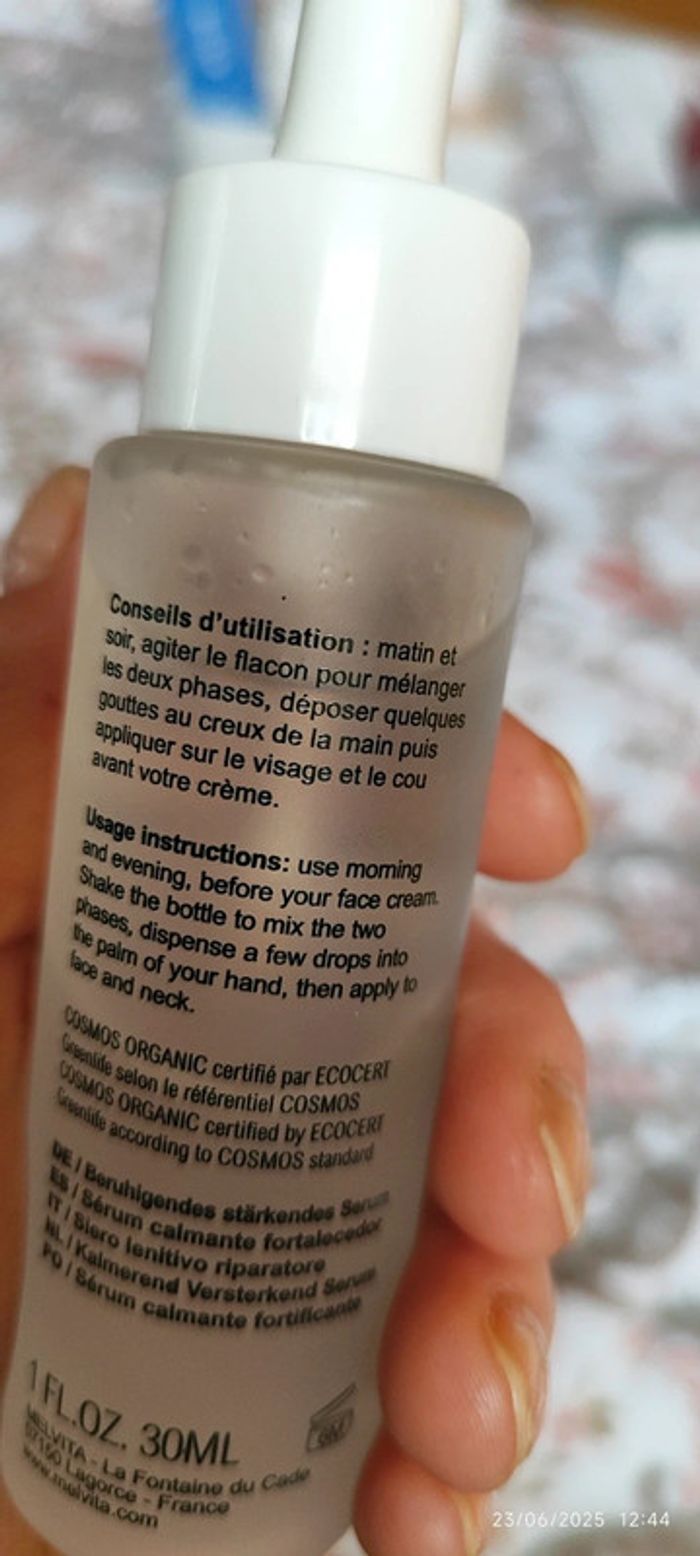 Conseils d'utilisation : matin et
soir, agiter le flacon pour mélanger
les deux phases, déposer quelques
gouttes au creux de la main puis
appliquer sur le visage et le cou
avant votre crème.
Usage instructions: use morning
and evening, before your face cream.
Shake the bottle to mix the two
phases, dispense a few drops into
the palm of your hand, then apply to
face and neck.
COSMOS ORGANIC certifié par ECOCERT
Greenlife selon le référentiel COSMOS
COSMOS ORGANIC certified by ECOCERT
Greenlife according to COSMOS standard
DE / Beruhigendes stärkendes Serum
ES / Sérum calmante fortalecedor
IT / Siero lenitivo riparatore
NL / Kalmerend Versterkend Serum
PO / Sérum calmante fortificante
1 FL.OZ. 30ML
MELVITA - La Fontaine du Cade
07150 Lagorce - France
www.melvita.com
23/06/2025 12:44